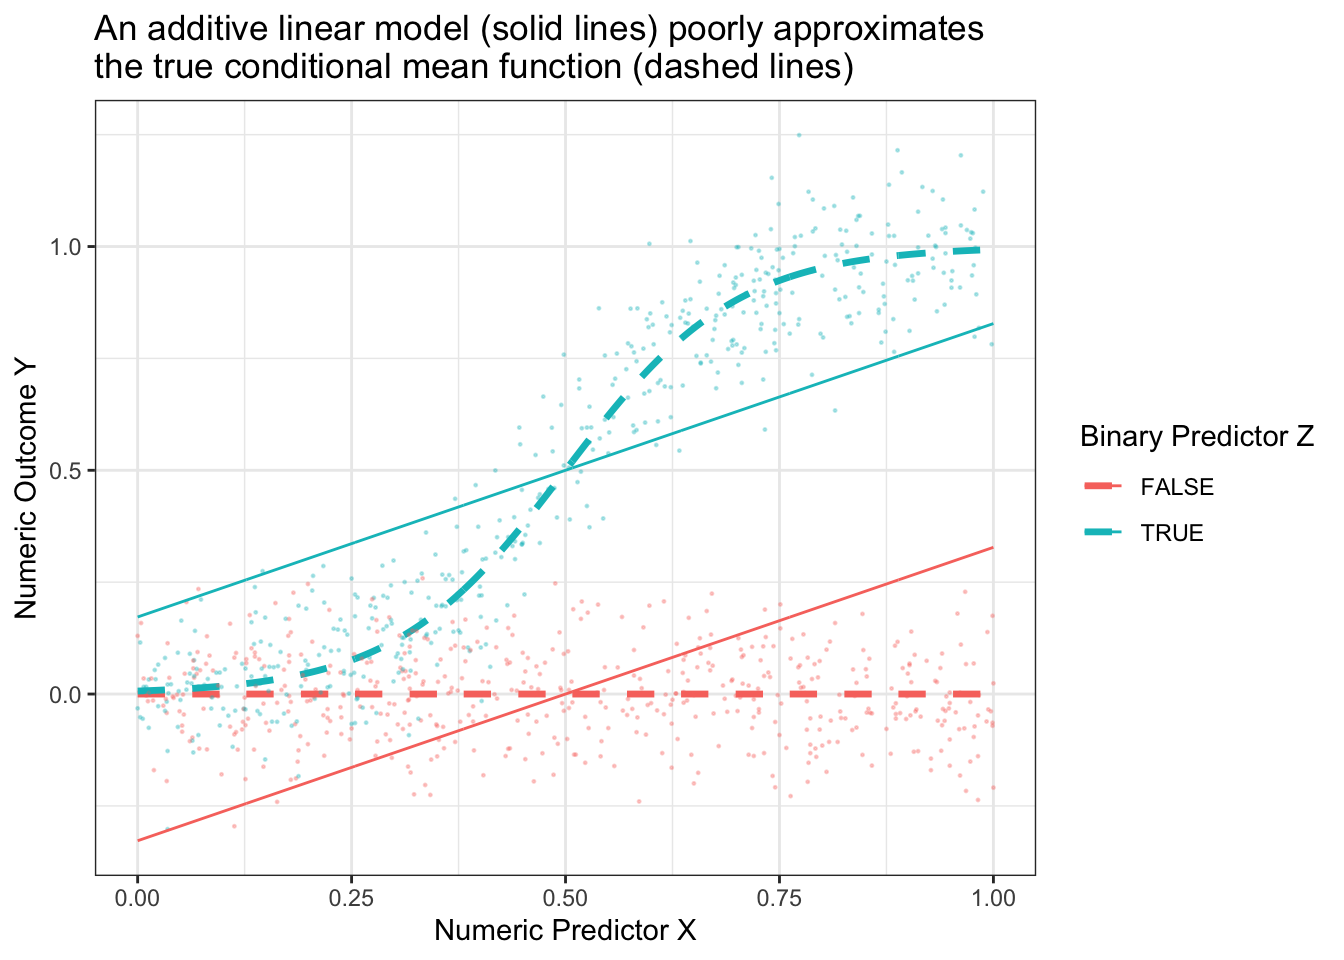 An additive linear model (solid lines) poorly approximates
the true conditional mean function (dashed lines)
Numeric Outcome Y
1.0
0.5
0.0
0.00
0.25
0.50
0.75
1.00
Numeric Predictor X
Binary Predictor Z
FALSE
TRUE